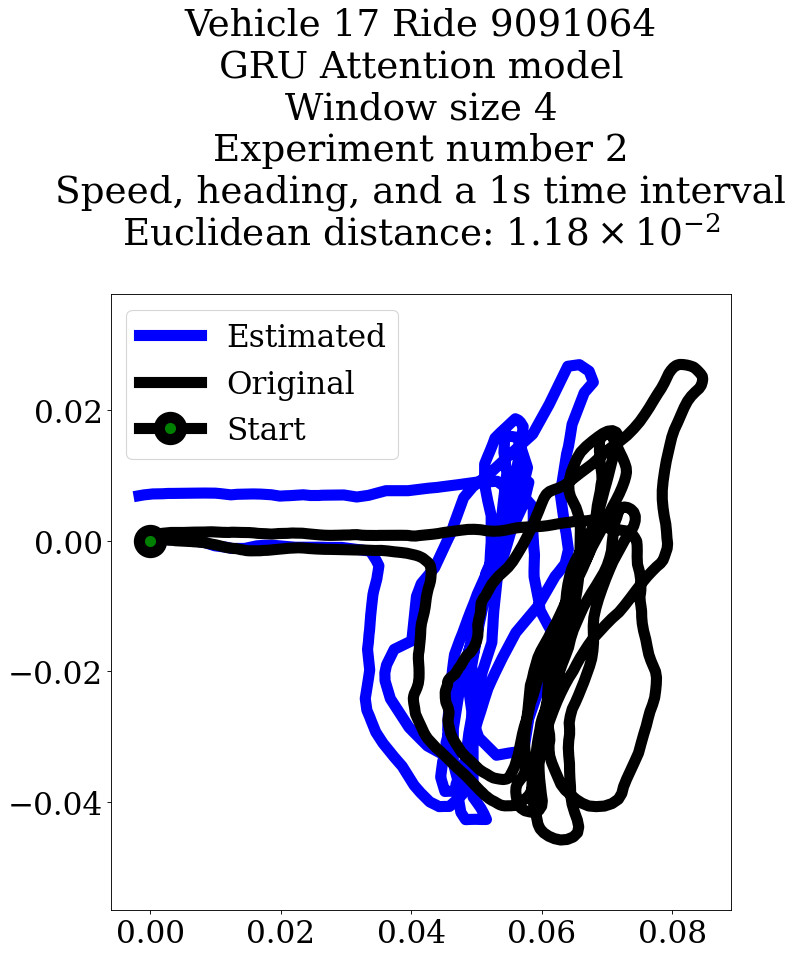 Vehicle 17 Ride 9091064
GRU Attention model
Window size 4
Experiment number 2
Speed, heading, and a 1s time interval
Euclidean distance: 1.18 × 10⁻²
Estimated
Original
Start
0.02
0.00
−0.02
−0.04
0.00 0.02 0.04 0.06 0.08